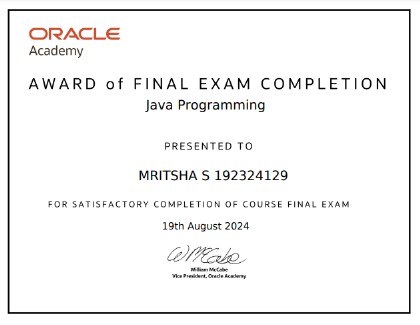 ORACLE
Academy
AWARD of FINAL EXAM COMPLETION
Java Programming
PRESENTED TO
MRITSHA S 192324129
FOR SATISFACTORY COMPLETION OF COURSE FINAL EXAM
19th August 2024
WMcCabe
William McCabe
Vice President, Oracle Academy